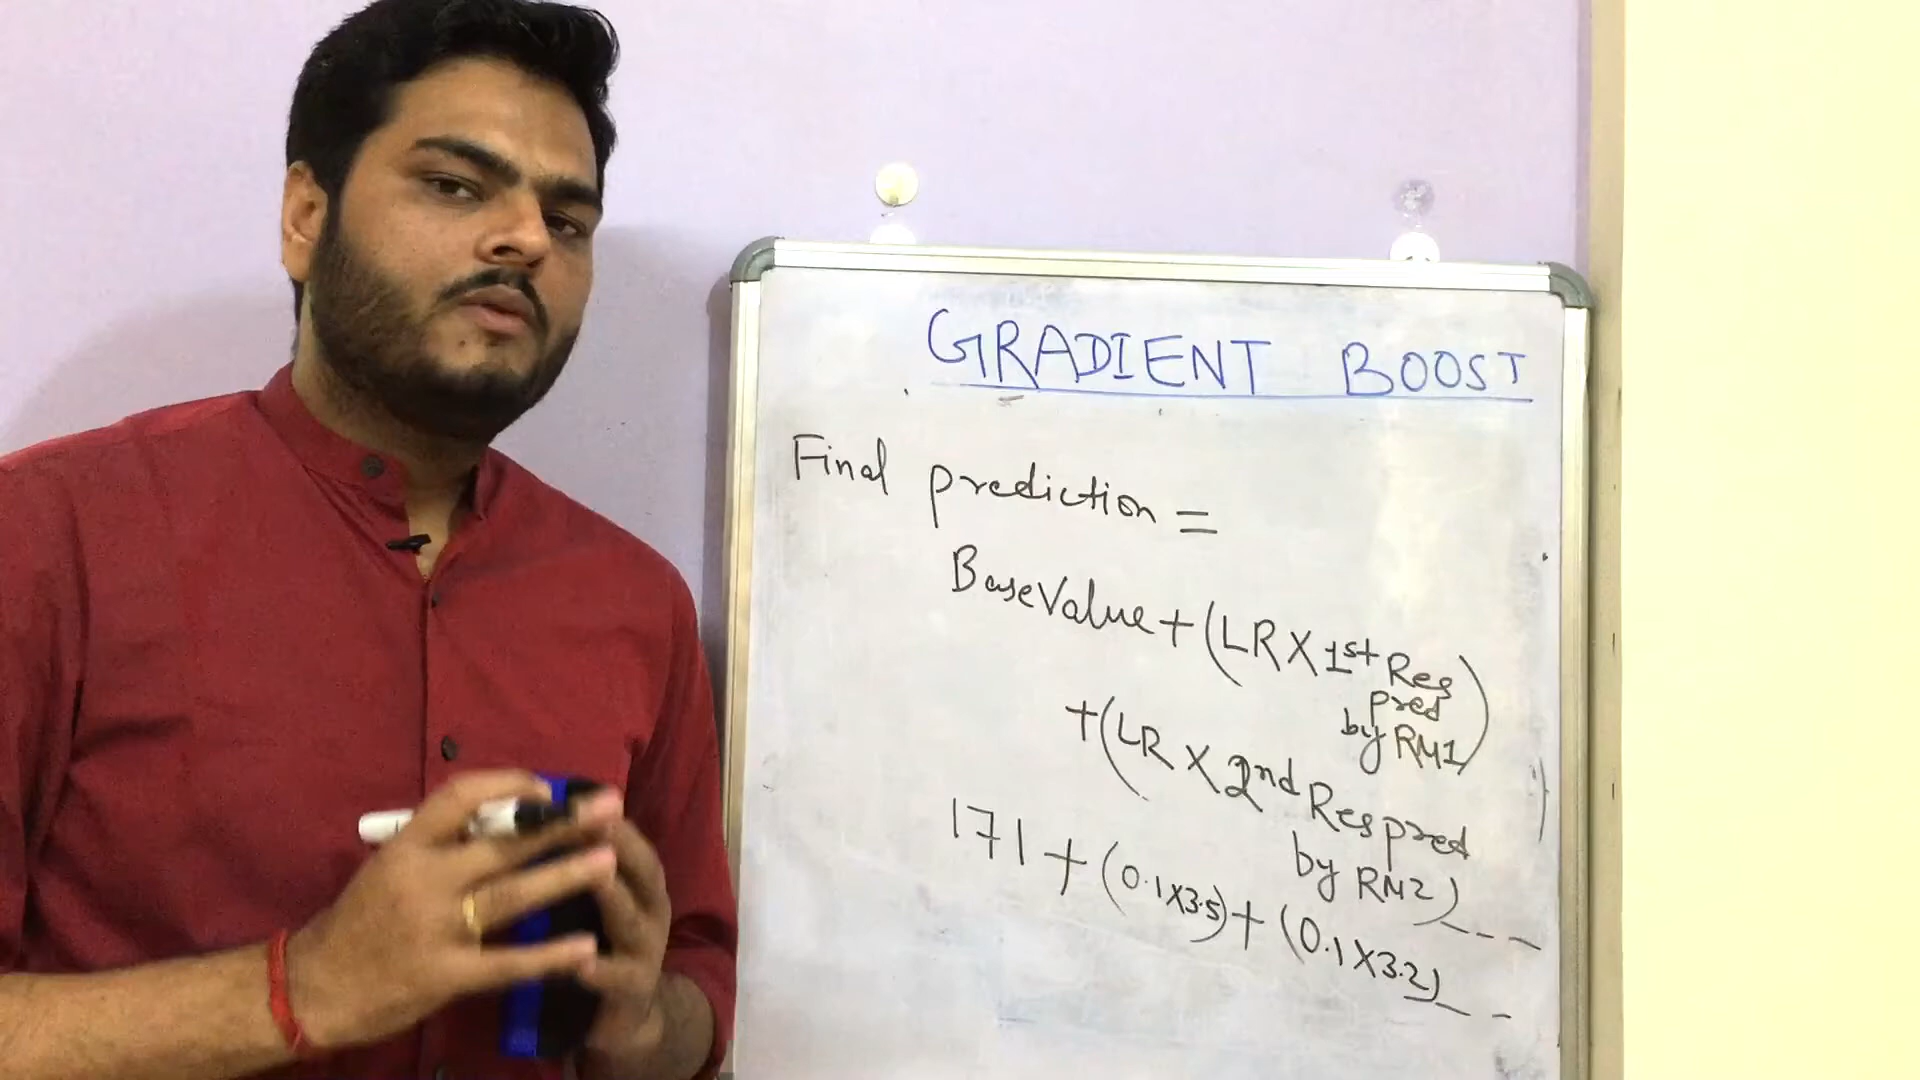 GRADIENT BOOST
Final prediction =
BaseValue + (LR X 1st Res
pred
by RM1)
+ (LR X 2nd Res pred
by RM2) - - -
171 + (0.1X3.5) + (0.1X3.2) - -